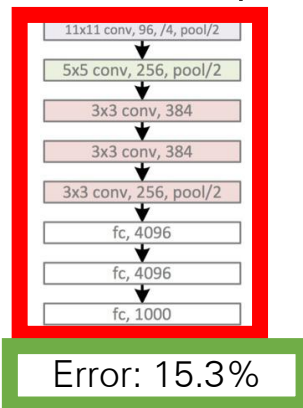 11x11 conv, 96, /4, pool/2
5x5 conv, 256, pool/2
3x3 conv, 384
3x3 conv, 384
3x3 conv, 256, pool/2
fc, 4096
fc, 4096
fc, 1000
Error: 15.3%